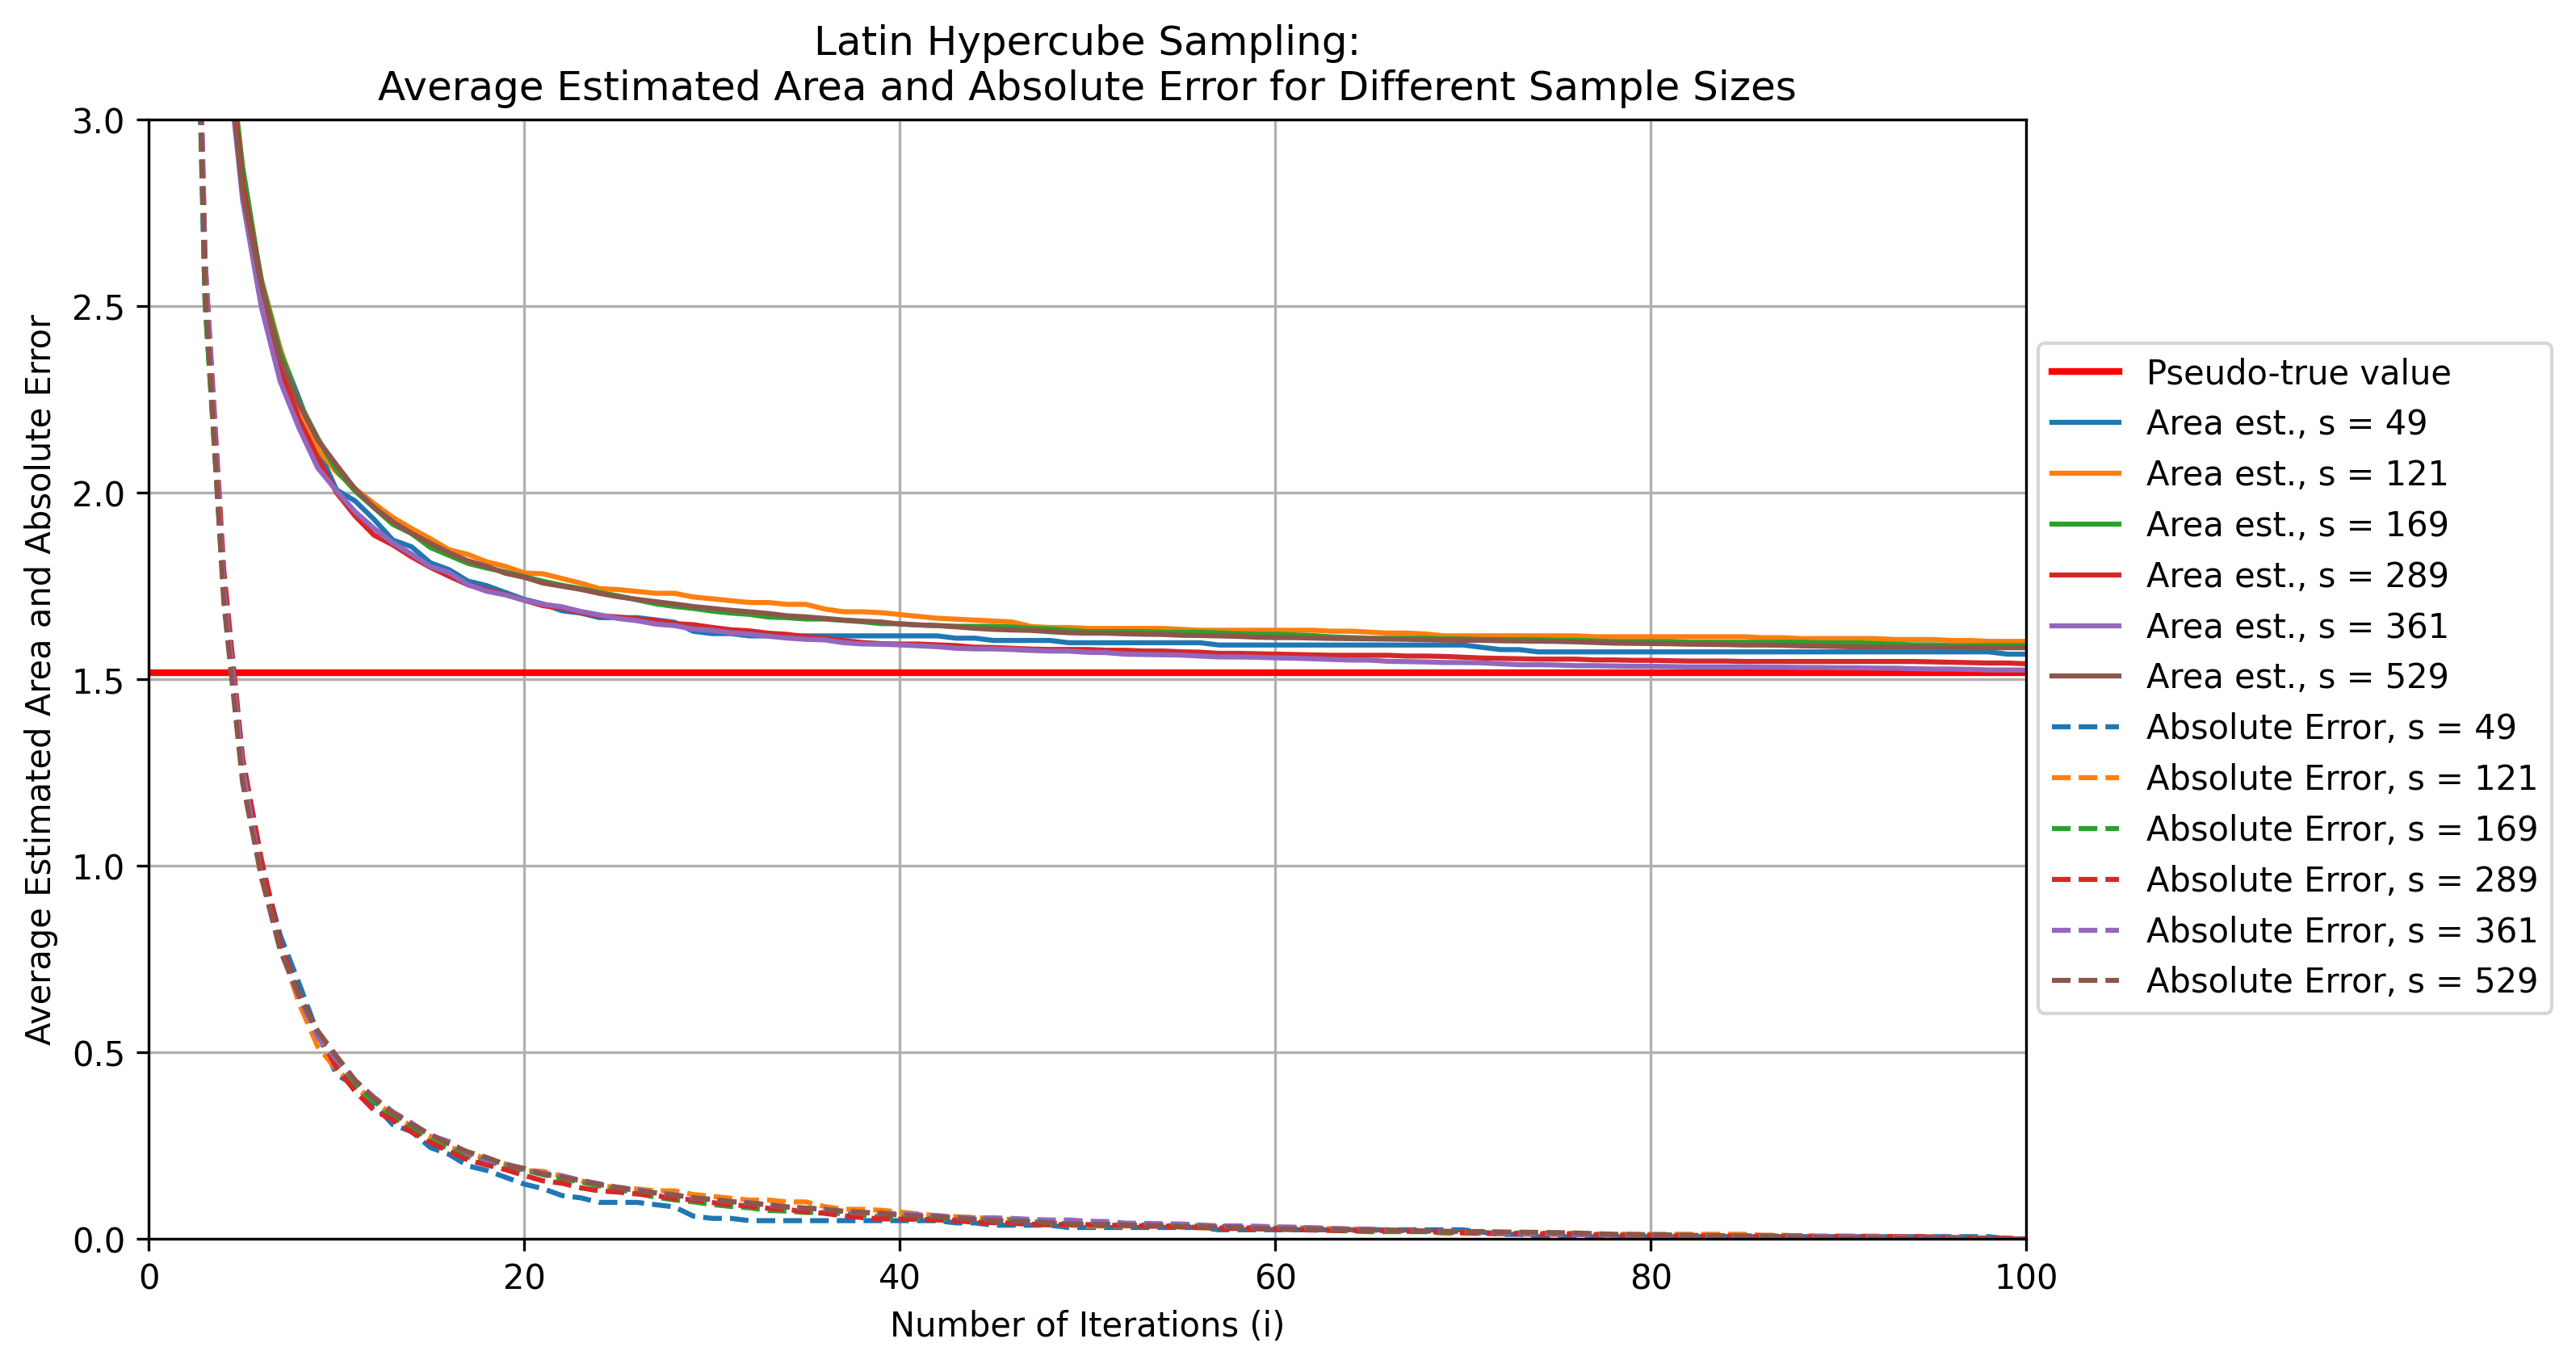 Latin Hypercube Sampling:
Average Estimated Area and Absolute Error for Different Sample Sizes
Average Estimated Area and Absolute Error
3.0
2.5
2.0
1.5
1.0
0.5
0.0
0
20
40
60
80
100
Number of Iterations (i)
Pseudo-true value
Area est., s = 49
Area est., s = 121
Area est., s = 169
Area est., s = 289
Area est., s = 361
Area est., s = 529
Absolute Error, s = 49
Absolute Error, s = 121
Absolute Error, s = 169
Absolute Error, s = 289
Absolute Error, s = 361
Absolute Error, s = 529